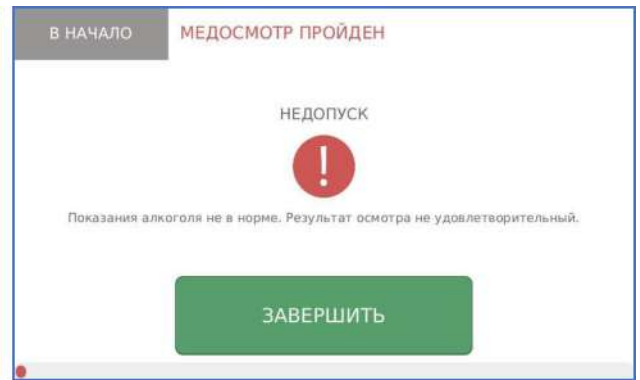 В НАЧАЛО
МЕДОСМОТР ПРОЙДЕН
НЕДОПУСК
!
Показания алкоголя не в норме. Результат осмотра не удовлетворительный.
ЗАВЕРШИТЬ